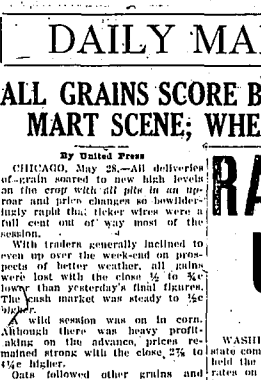 DAILY MA
ALL GRAINS SCORE B
MART SCENE; WHE
By United Press
CHICAGO, May 28.—All deliveries
of grain soared to new high levels
on the crop with all pits in an up-
roar and price changes so bewilder-
ingly rapid that ticker wires were a
full cent out of way most of the
session.
With traders generally inclined to
even up over the week-end on pros-
pects of better weather, all gains
were lost with the close ½ to ¾c
lower than yesterday's final figures.
The cash market was steady to ½c
higher.
A wild session was on in corn.
Although there was heavy profit-
aking on the advance, prices re-
mained strong with the close 2⅞ to
4¼c higher.
Oats followed other grains and
RA
WASHI
state com
held the
rates on